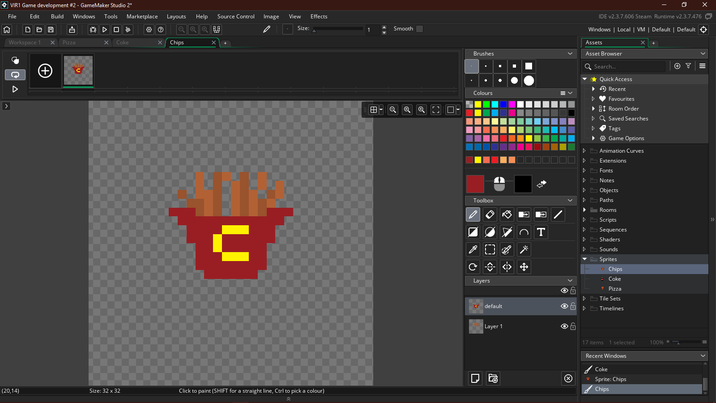 VIR1 Game development - GameMaker Studio 2*
File Edit Build Windows Tools Marketplace Layouts Help Source Control Image View Effects
IDE v2.3.7.606 Steam Runtime v2.3.7.476
Windows | Local | VM | Default | Default
Size: 1 Smooth
Workspace 1 Pizza Coke Chips
Brushes
Colours
Toolbox
Layers
default
Layer 1
Assets
Asset Browser
Search...
Quick Access
Recent
Favourites
Room Order
Saved Searches
Tags
Game Options
Animation Curves
Extensions
Fonts
Notes
Objects
Paths
Rooms
Scripts
Sequences
Shaders
Sounds
Sprites
Chips
Coke
Pizza
Tile Sets
Timelines
17 items 1 selected 100%
Recent Windows
Coke
Sprite: Chips
Chips
(20,14) Size: 32 x 32 Click to paint (SHIFT for a straight line, Ctrl to pick a colour)